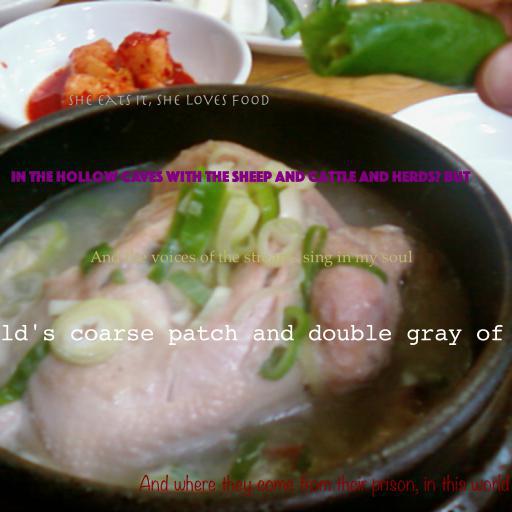 SHE EATS IT, SHE LOVES FOOD
IN THE HOLLOW CAVES WITH THE SHEEP AND CATTLE AND HERDS? BUT
And the voices of the streams sing in my soul
ld's coarse patch and double gray of
And where they come from their prison, in this world